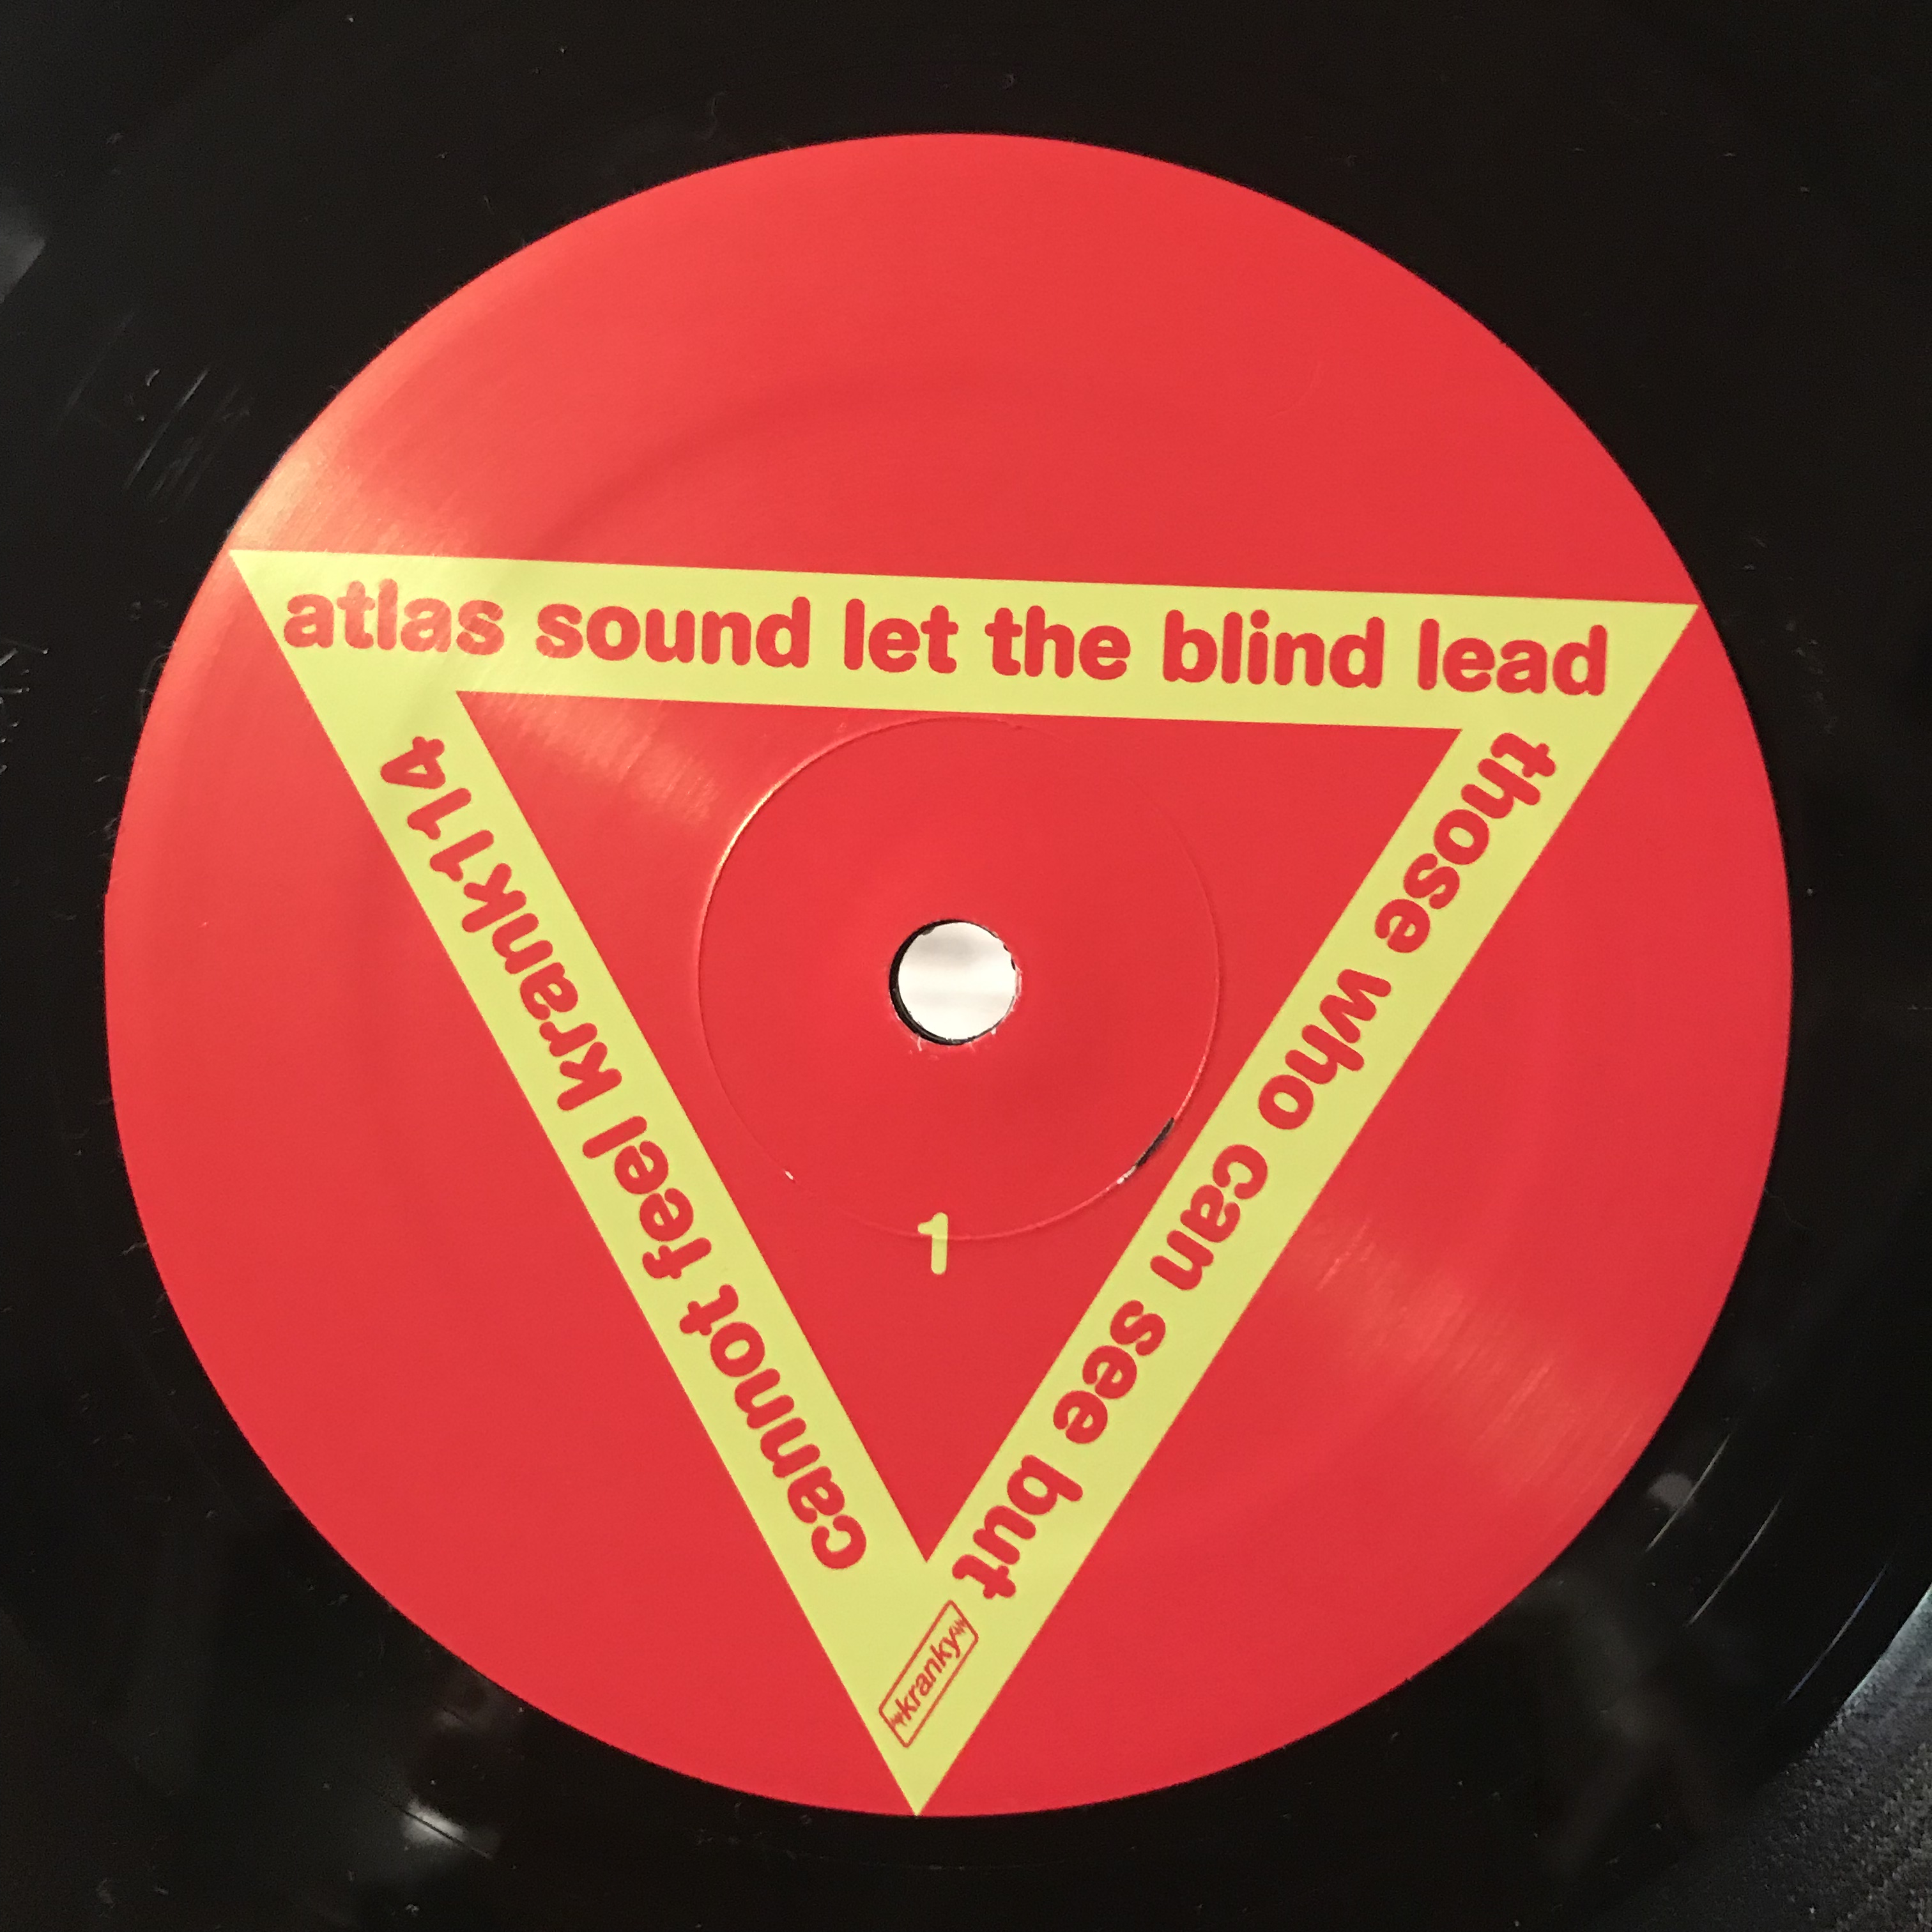 atlas sound let the blind lead
those who can see but
cannot feel krank114
1
kranky